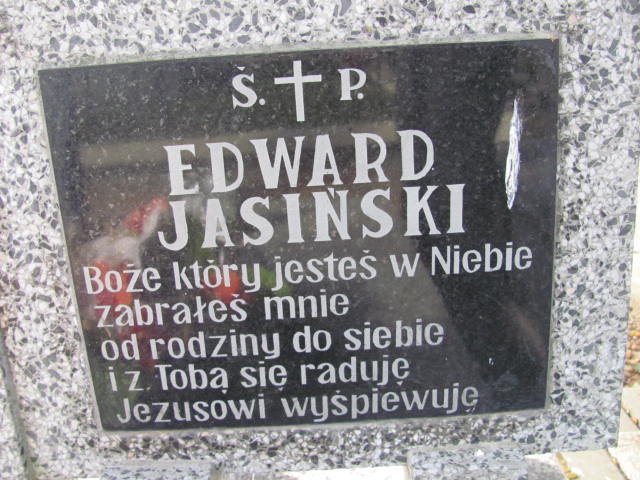 Ś. P.
EDWARD
JASIŃSKI
Boże który jesteś w Niebie
zabrałeś mnie
od rodziny do siebie
i z Tobą się raduję
Jezusowi wyśpiewuję